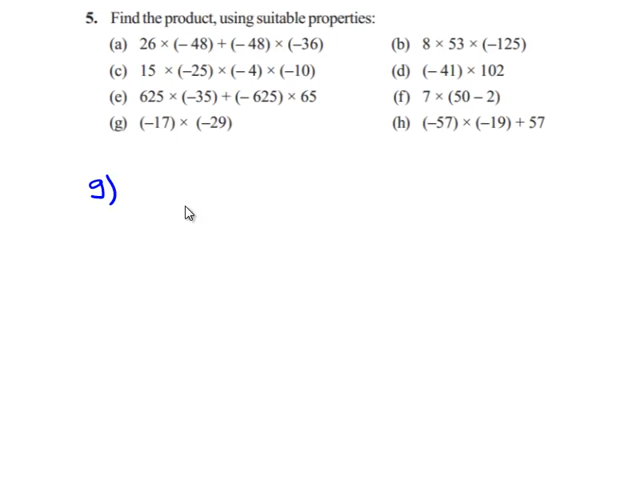 5. Find the product, using suitable properties:
(a) 26 × (– 48) + (– 48) × (–36) (b) 8 × 53 × (–125)
(c) 15 × (–25) × (– 4) × (–10) (d) (– 41) × 102
(e) 625 × (–35) + (– 625) × 65 (f) 7 × (50 – 2)
(g) (–17) × (–29) (h) (–57) × (–19) + 57
g)